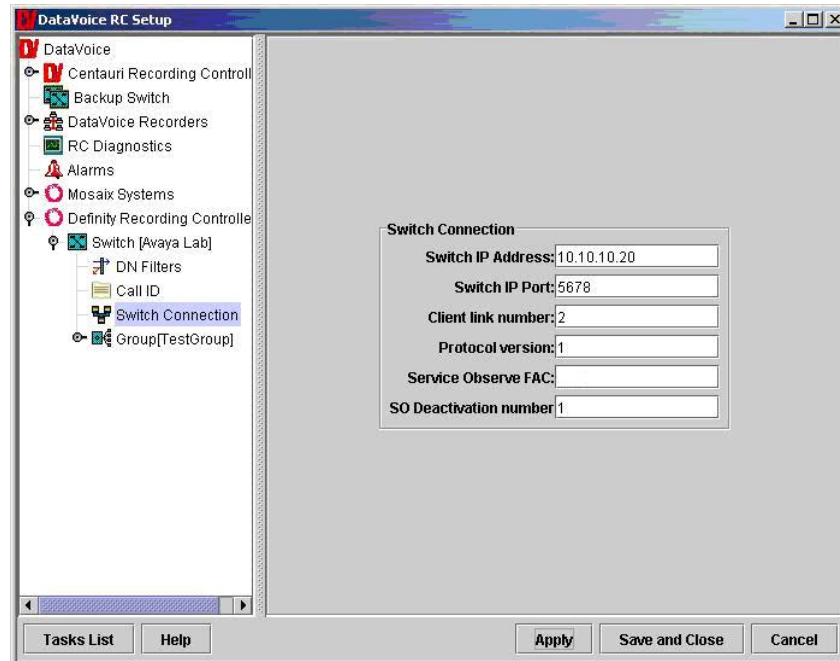 DataVoice RC Setup
DataVoice
Centauri Recording Controll
Backup Switch
DataVoice Recorders
RC Diagnostics
Alarms
Mosaix Systems
Definity Recording Controlle
Switch [Avaya Lab]
DN Filters
Call ID
Switch Connection
Group[TestGroup]
Switch Connection
Switch IP Address: 10.10.10.20
Switch IP Port: 5678
Client link number: 2
Protocol version: 1
Service Observe FAC:
SO Deactivation number 1
Tasks List
Help
Apply
Save and Close
Cancel